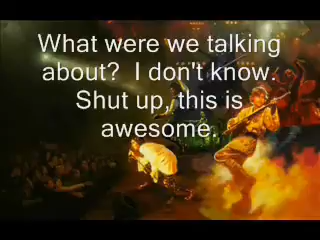 What were we talking
about?  I don't know.
Shut up, this is
awesome.